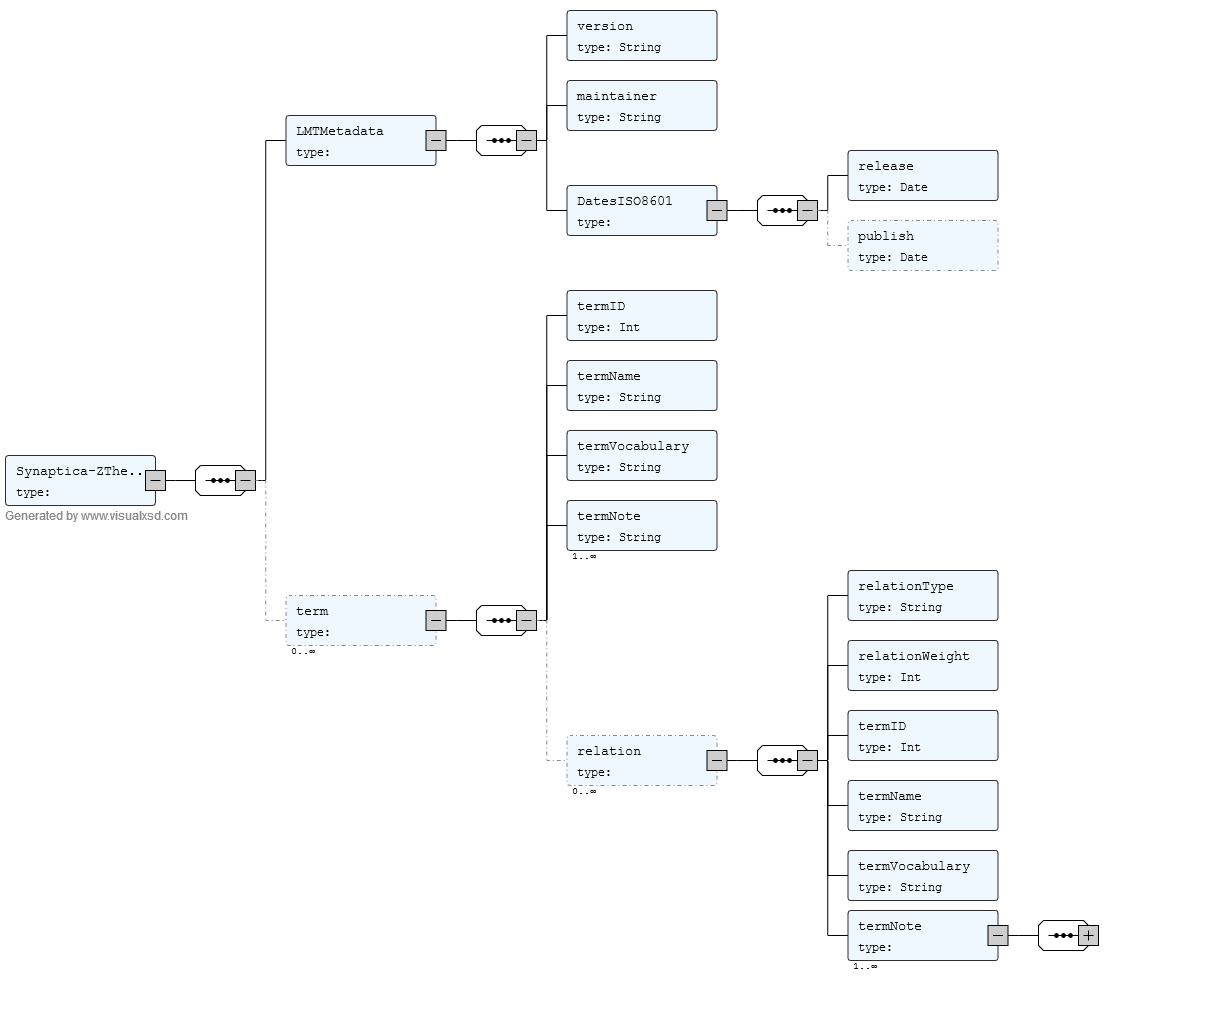 version
type: String
maintainer
type: String
LMTMetadata
type:
release
type: Date
DatesISO8601
type:
publish
type: Date
termID
type: Int
termName
type: String
termVocabulary
type: String
Synaptica-ZThe..
type:
Generated by www.visualxsd.com
termNote
type: String
1..∞
term
type:
0..∞
relationType
type: String
relationWeight
type: Int
termID
type: Int
relation
type:
0..∞
termName
type: String
termVocabulary
type: String
termNote
type:
1..∞